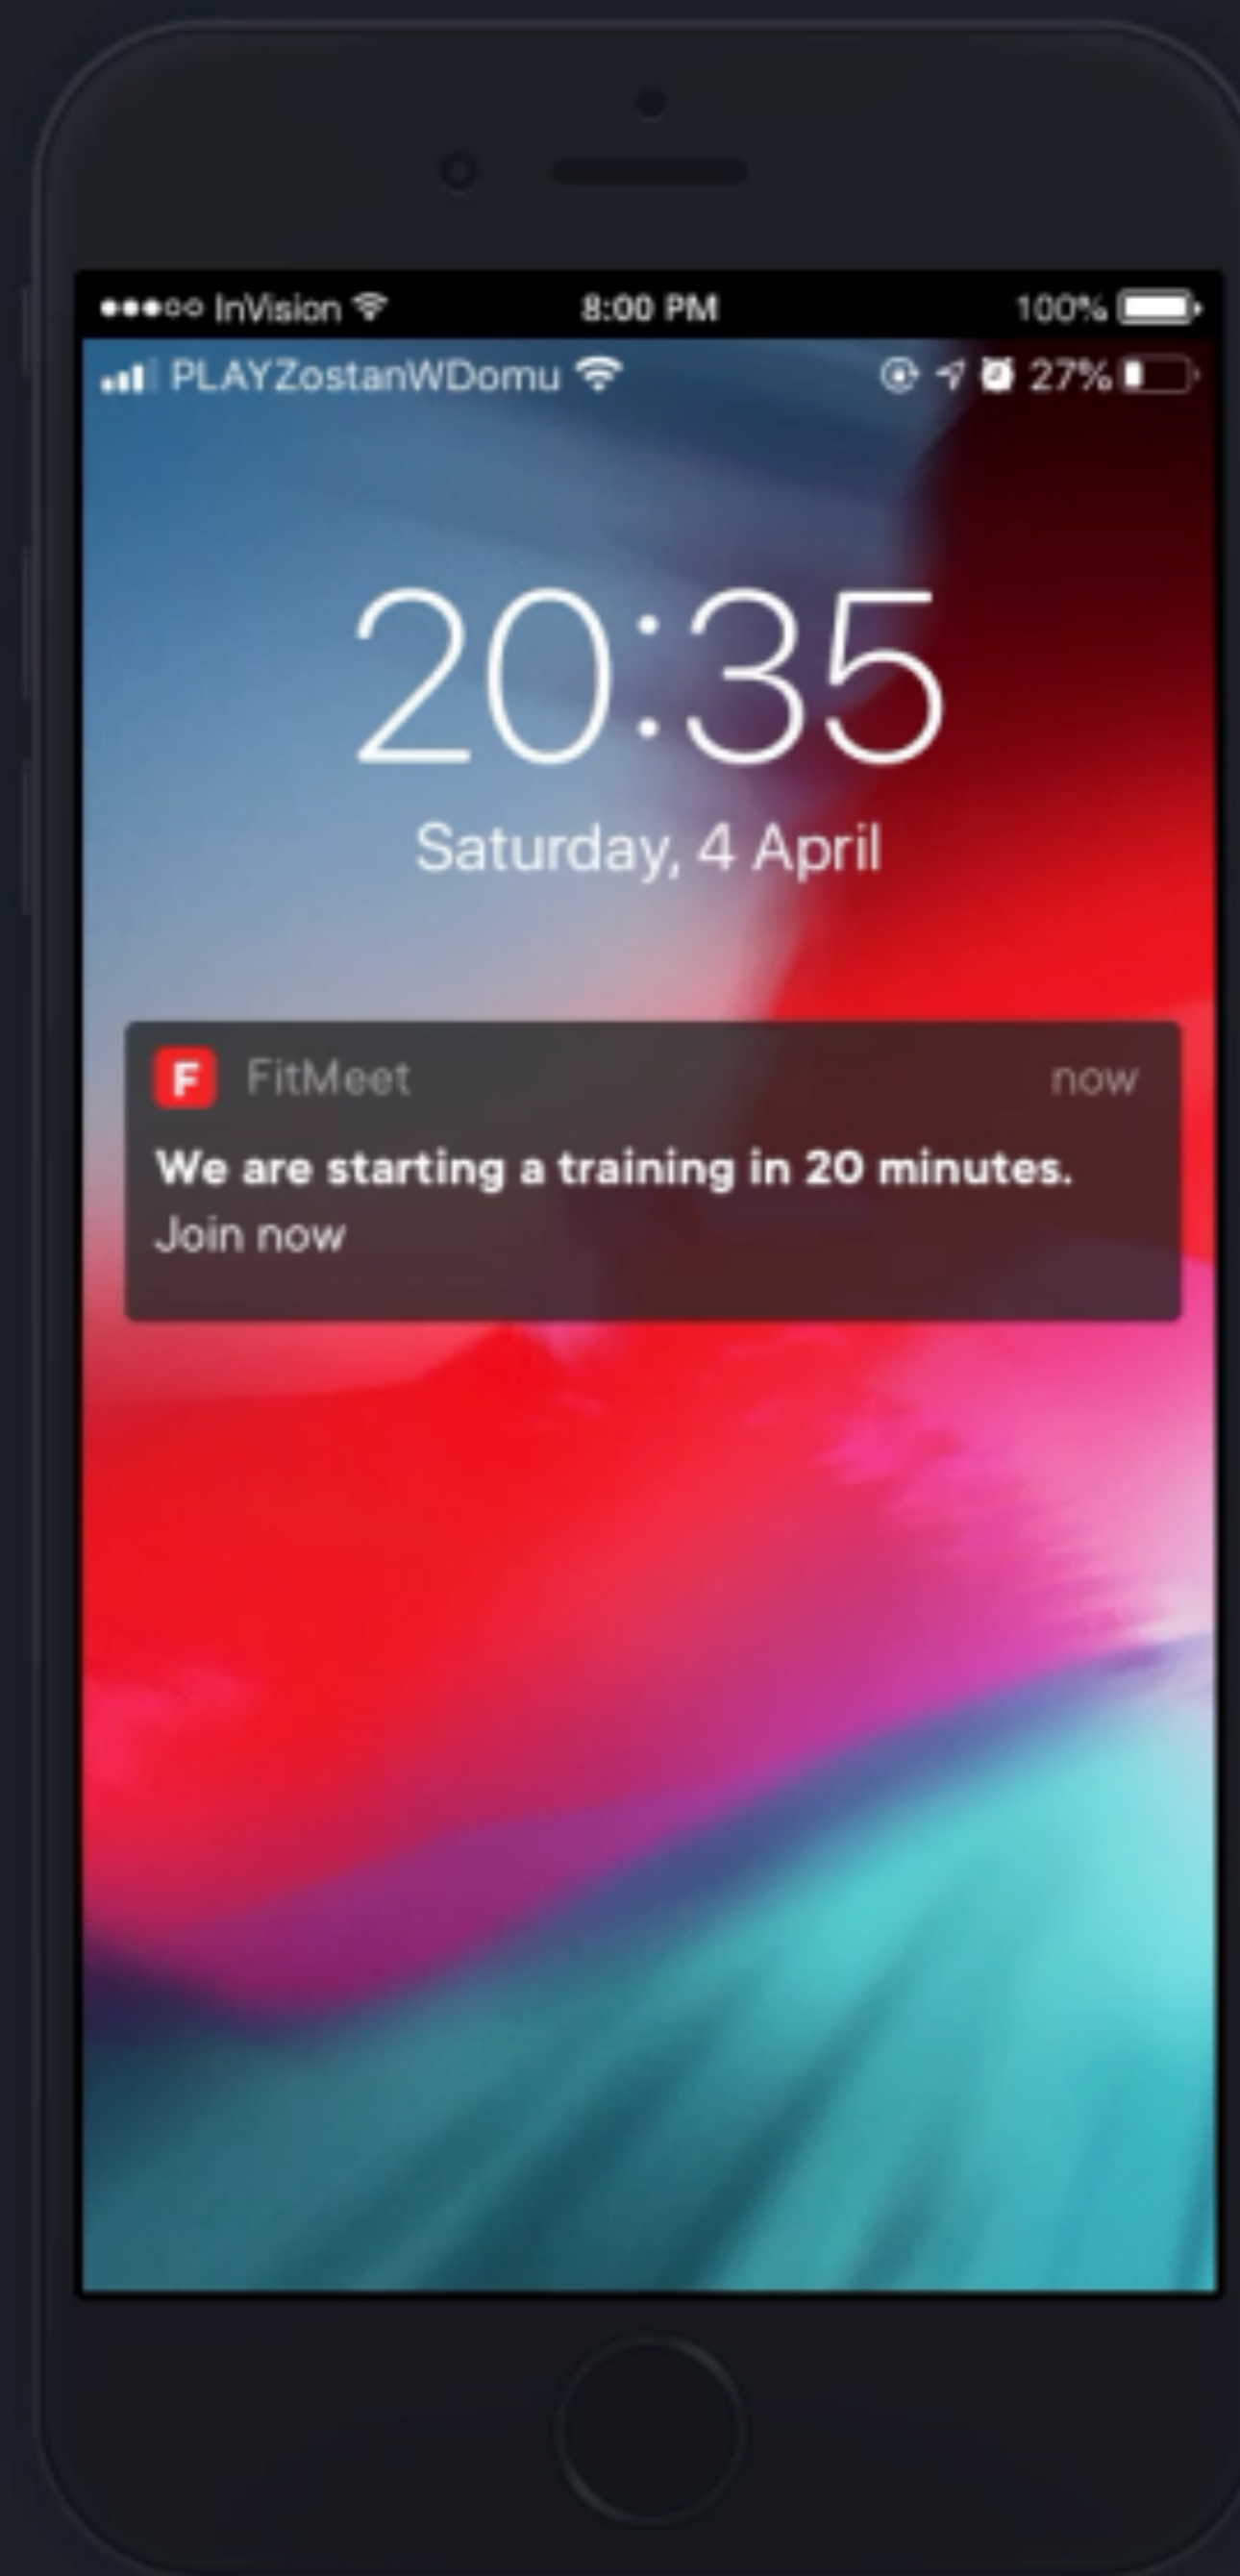 InVision 8:00 PM 100%
PLAYZostanWDomu 27%
20:35
Saturday, 4 April
F FitMeet now
We are starting a training in 20 minutes.
Join now